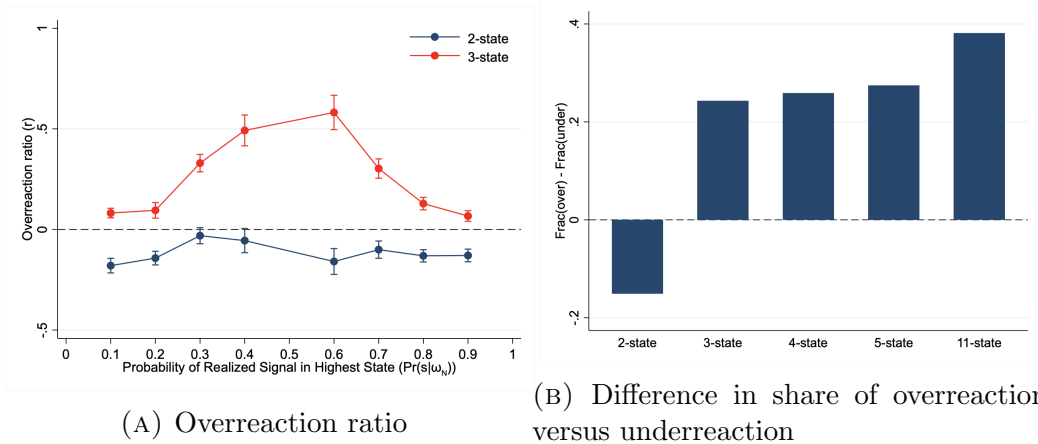 1
.5
0
-.5
Overreaction ratio (r)
2-state
3-state
0 0.1 0.2 0.3 0.4 0.5 0.6 0.7 0.8 0.9 1
Probability of Realized Signal in Highest State (Pr(s|ωN))
(A) Overreaction ratio
.4
.2
0
-.2
Frac(over) - Frac(under)
2-state 3-state 4-state 5-state 11-state
(B) Difference in share of overreaction
versus underreaction